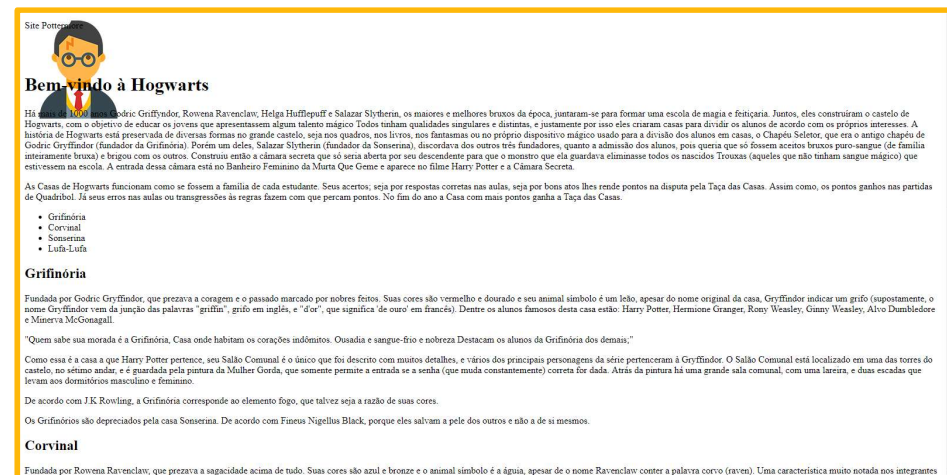 Site Pottermore
Bem-vindo à Hogwarts
Há mais de 1000 anos Godric Griffyndor, Rowena Ravenclaw, Helga Hufflepuff e Salazar Slytherin, os maiores e melhores bruxos da época, juntaram-se para formar uma escola de magia e feitiçaria. Juntos, eles construíram o castelo de
Hogwarts, com o objetivo de educar os jovens que apresentassem algum talento mágico Todos tinham qualidades singulares e distintas, e justamente por isso eles criaram casas para dividir os alunos de acordo com os próprios interesses. A
história de Hogwarts está preservada de diversas formas no grande castelo, seja nos quadros, nos livros, nos fantasmas ou no próprio dispositivo mágico usado para a divisão dos alunos em casas, o Chapéu Seletor, que era o antigo chapéu de
Godric Gryffindor (fundador da Grifinória). Porém um deles, Salazar Slytherin (fundador da Sonserina), discordava dos outros três fundadores, quanto a admissão dos alunos, pois queria que só fossem aceitos bruxos puro-sangue (de família
inteiramente bruxa) e brigou com os outros. Construiu então a câmara secreta que só seria aberta por seu descendente para que o monstro que ela guardava eliminasse todos os nascidos Trouxas (aqueles que não tinham sangue mágico) que
estivessem na escola. A entrada dessa câmara está no Banheiro Feminino da Murta Que Geme e aparece no filme Harry Potter e a Câmara Secreta.
As Casas de Hogwarts funcionam como se fossem a família de cada estudante. Seus acertos; seja por respostas corretas nas aulas, seja por bons atos lhes rende pontos na disputa pela Taça das Casas. Assim como, os pontos ganhos nas partidas
de Quadribol. Já seus erros nas aulas ou transgressões às regras fazem com que percam pontos. No fim do ano a Casa com mais pontos ganha a Taça das Casas.
• Grifinória
• Corvinal
• Sonserina
• Lufa-Lufa
Grifinória
Fundada por Godric Gryffindor, que prezava a coragem e o passado marcado por nobres feitos. Suas cores são vermelho e dourado e seu animal símbolo é um leão, apesar do nome original da casa, Gryffindor indicar um grifo (supostamente, o
nome Gryffindor vem da junção das palavras "griffin", grifo em inglês, e "d'or", que significa 'de ouro' em francés). Dentre os alunos famosos desta casa estão: Harry Potter, Hermione Granger, Rony Weasley, Ginny Weasley, Alvo Dumbledore
e Minerva McGonagall.
"Quem sabe sua morada é a Grifinória, Casa onde habitam os corações indômitos. Ousadia e sangue-frio e nobreza Destacam os alunos da Grifinória dos demais;"
Como essa é a casa a que Harry Potter pertence, seu Salão Comunal é o único que foi descrito com muitos detalhes, e vários dos principais personagens da série pertenceram à Gryffindor. O Salão Comunal está localizado em uma das torres do
castelo, no sétimo andar, e é guardada pela pintura da Mulher Gorda, que somente permite a entrada se a senha (que muda constantemente) correta for dada. Atrás da pintura há uma grande sala comunal, com uma lareira, e duas escadas que
levam aos dormitórios masculino e feminino.
De acordo com J.K Rowling, a Grifinória corresponde ao elemento fogo, que talvez seja a razão de suas cores.
Os Grifinórios são depreciados pela casa Sonserina. De acordo com Fineus Nigellus Black, porque eles salvam a pele dos outros e não a de si mesmos.
Corvinal
Fundada por Rowena Ravenclaw, que prezava a sagacidade acima de tudo. Suas cores são azul e bronze e o animal símbolo é a águia, apesar de o nome Ravenclaw conter a palavra corvo (raven). Uma característica muito notada nos integrantes